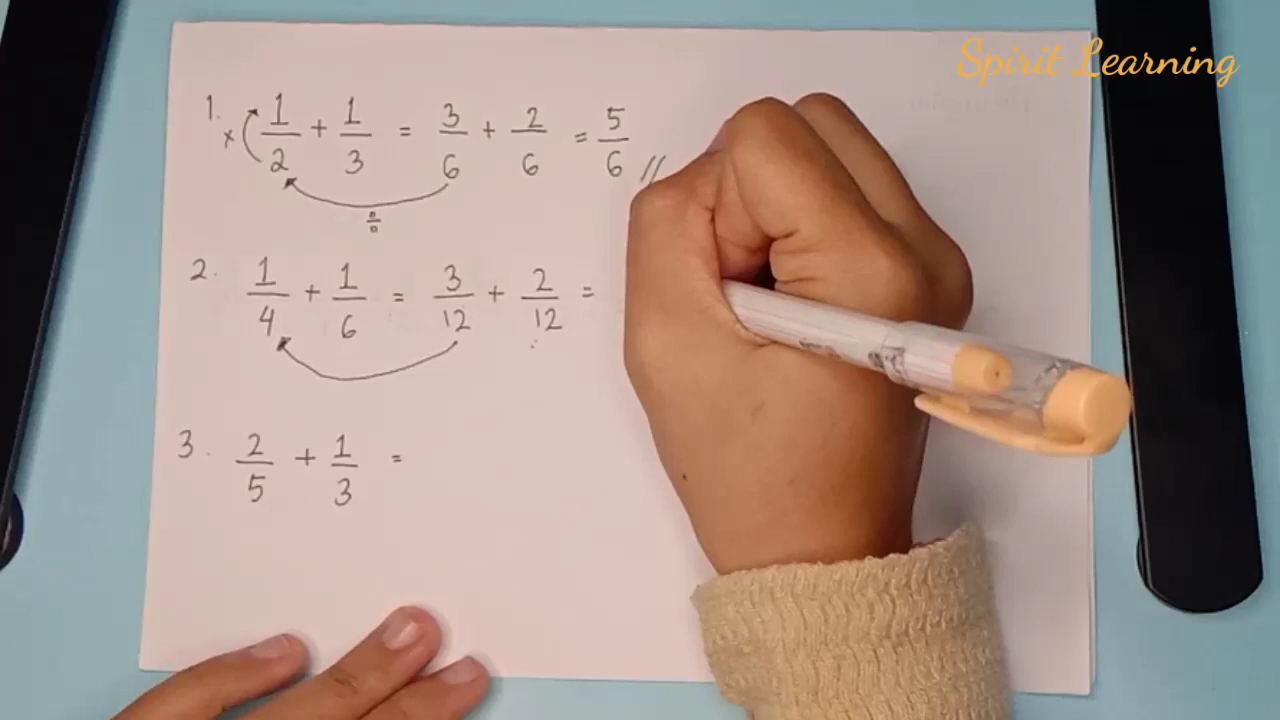 Spirit Learning
1. × 1/2 + 1/3 = 3/6 + 2/6 = 5/6 //
÷
2. 1/4 + 1/6 = 3/12 + 2/12 =
3. 2/5 + 1/3 =